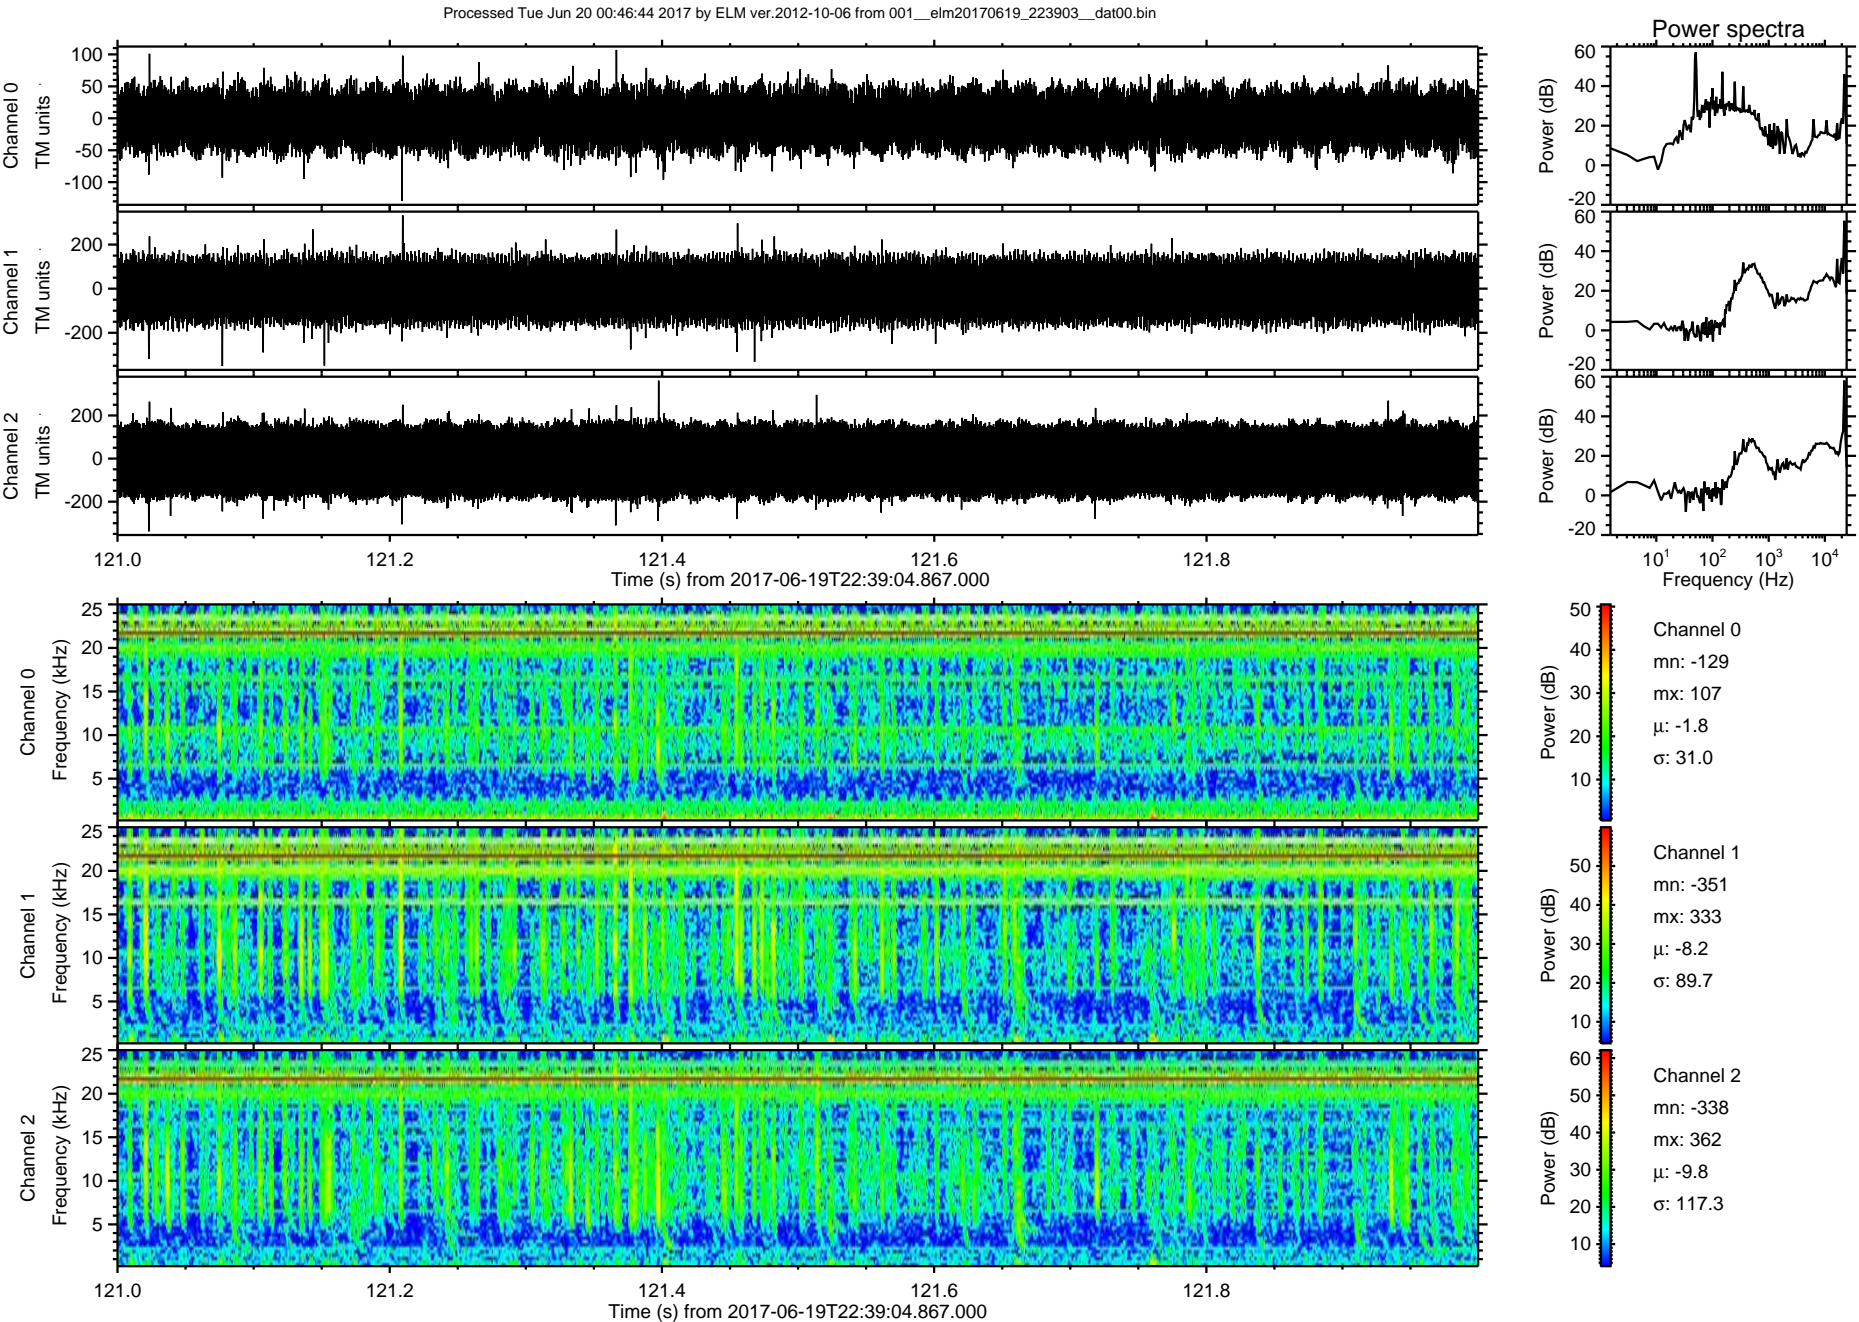 Processed Tue Jun 20 00:46:44 2017 by ELM ver.2012-10-06 from 001__elm20170619_223903__dat00.bin
Power spectra
Channel 0
TM units
100
50
0
-50
-100
Power (dB)
60
40
20
0
-20
Channel 1
TM units
200
0
-200
Power (dB)
60
40
20
0
-20
Channel 2
TM units
200
0
-200
Power (dB)
60
40
20
0
-20
121.0 121.2 121.4 121.6 121.8
Time (s) from 2017-06-19T22:39:04.867.000
10¹ 10² 10³ 10⁴
Frequency (Hz)
Channel 0
Frequency (kHz)
25
20
15
10
5
Power (dB)
50
40
30
20
10
Channel 0
mn: -129
mx: 107
μ: -1.8
σ: 31.0
Channel 1
Frequency (kHz)
25
20
15
10
5
Power (dB)
50
40
30
20
10
Channel 1
mn: -351
mx: 333
μ: -8.2
σ: 89.7
Channel 2
Frequency (kHz)
25
20
15
10
5
Power (dB)
60
50
40
30
20
10
Channel 2
mn: -338
mx: 362
μ: -9.8
σ: 117.3
121.0 121.2 121.4 121.6 121.8
Time (s) from 2017-06-19T22:39:04.867.000